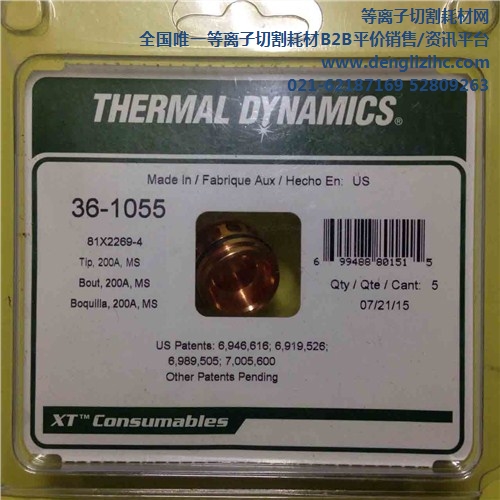 等离子切割耗材网
全国唯一等离子切割耗材B2B平价销售/资讯平台
www.denglizihc.com
021-62187169 52809263
THERMAL DYNAMICS®
Made In / Fabrique Aux / Hecho En: US
36-1055
81X2269-4
Tip, 200A, MS
Bout, 200A, MS
Boquilla, 200A, MS
6 99488 80151 5
Qty / Qte / Cant: 5
07/21/15
US Patents: 6,946,616; 6,919,526;
6,989,505; 7,005,600
Other Patents Pending
XT™ Consumables